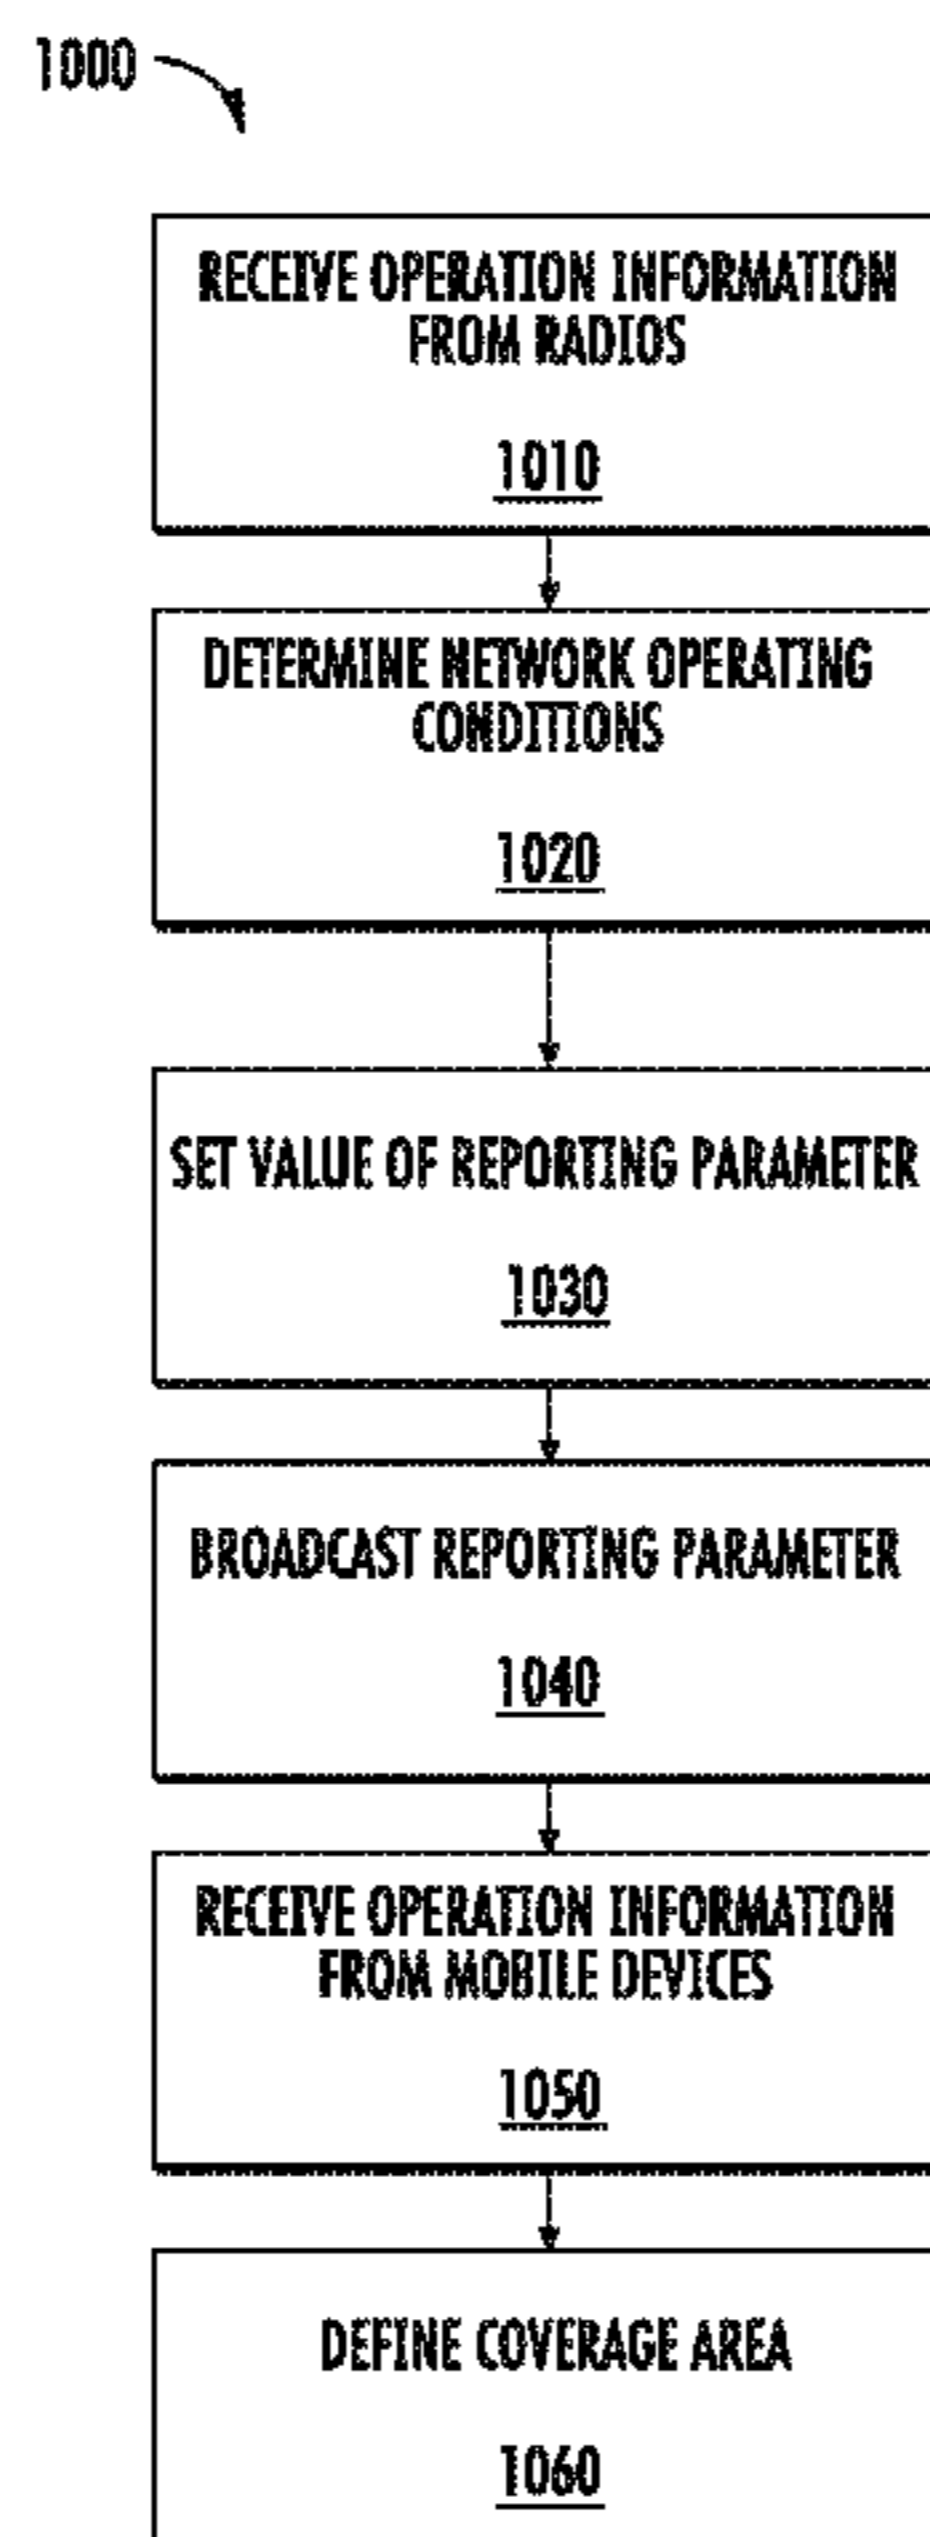 1000
RECEIVE OPERATION INFORMATION
FROM RADIOS
1010
DETERMINE NETWORK OPERATING
CONDITIONS
1020
SET VALUE OF REPORTING PARAMETER
1030
BROADCAST REPORTING PARAMETER
1040
RECEIVE OPERATION INFORMATION
FROM MOBILE DEVICES
1050
DEFINE COVERAGE AREA
1060